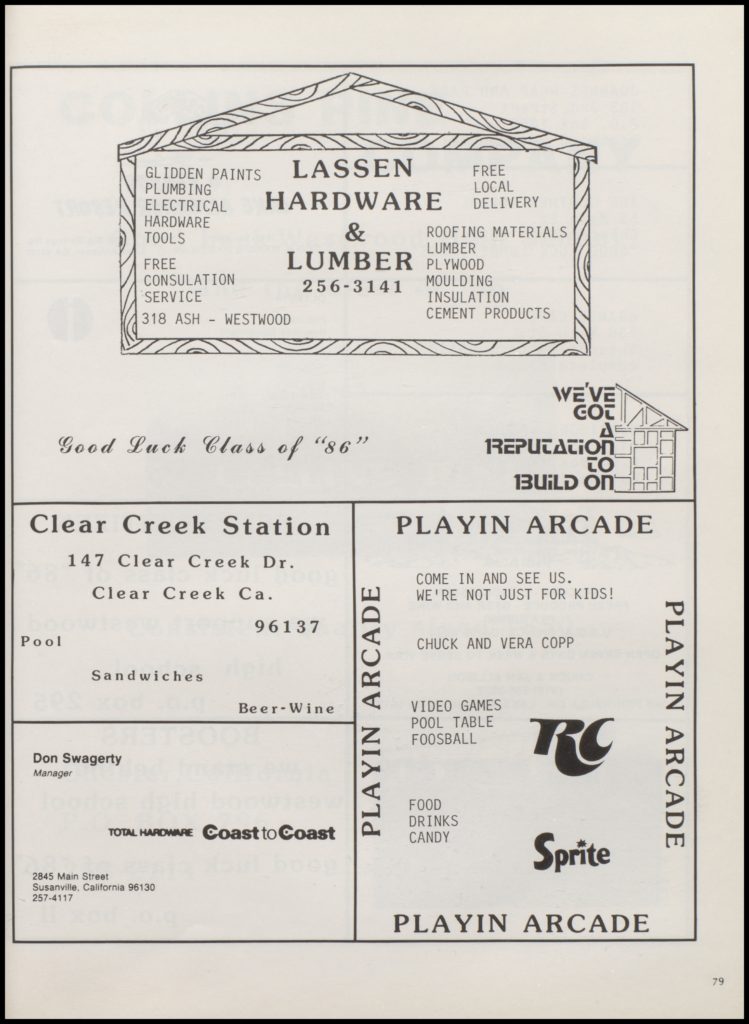 LASSEN
HARDWARE
&
LUMBER
256-3141
GLIDDEN PAINTS
PLUMBING
ELECTRICAL
HARDWARE
TOOLS
FREE
CONSULATION
SERVICE
318 ASH - WESTWOOD
FREE
LOCAL
DELIVERY
ROOFING MATERIALS
LUMBER
PLYWOOD
MOULDING
INSULATION
CEMENT PRODUCTS
Good Luck Class of "86"
WE'VE
GOT
A
REPUTATION
TO
BUILD ON
Clear Creek Station
147 Clear Creek Dr.
Clear Creek Ca.
96137
Pool
Sandwiches
Beer-Wine
Don Swagerty
Manager
TOTAL HARDWARE Coast to Coast
2845 Main Street
Susanville, California 96130
257-4117
PLAYIN ARCADE
COME IN AND SEE US.
WE'RE NOT JUST FOR KIDS!
CHUCK AND VERA COPP
PLAYIN ARCADE
PLAYIN ARCADE
VIDEO GAMES
POOL TABLE
FOOSBALL
RC
FOOD
DRINKS
CANDY
Sprite
PLAYIN ARCADE
79